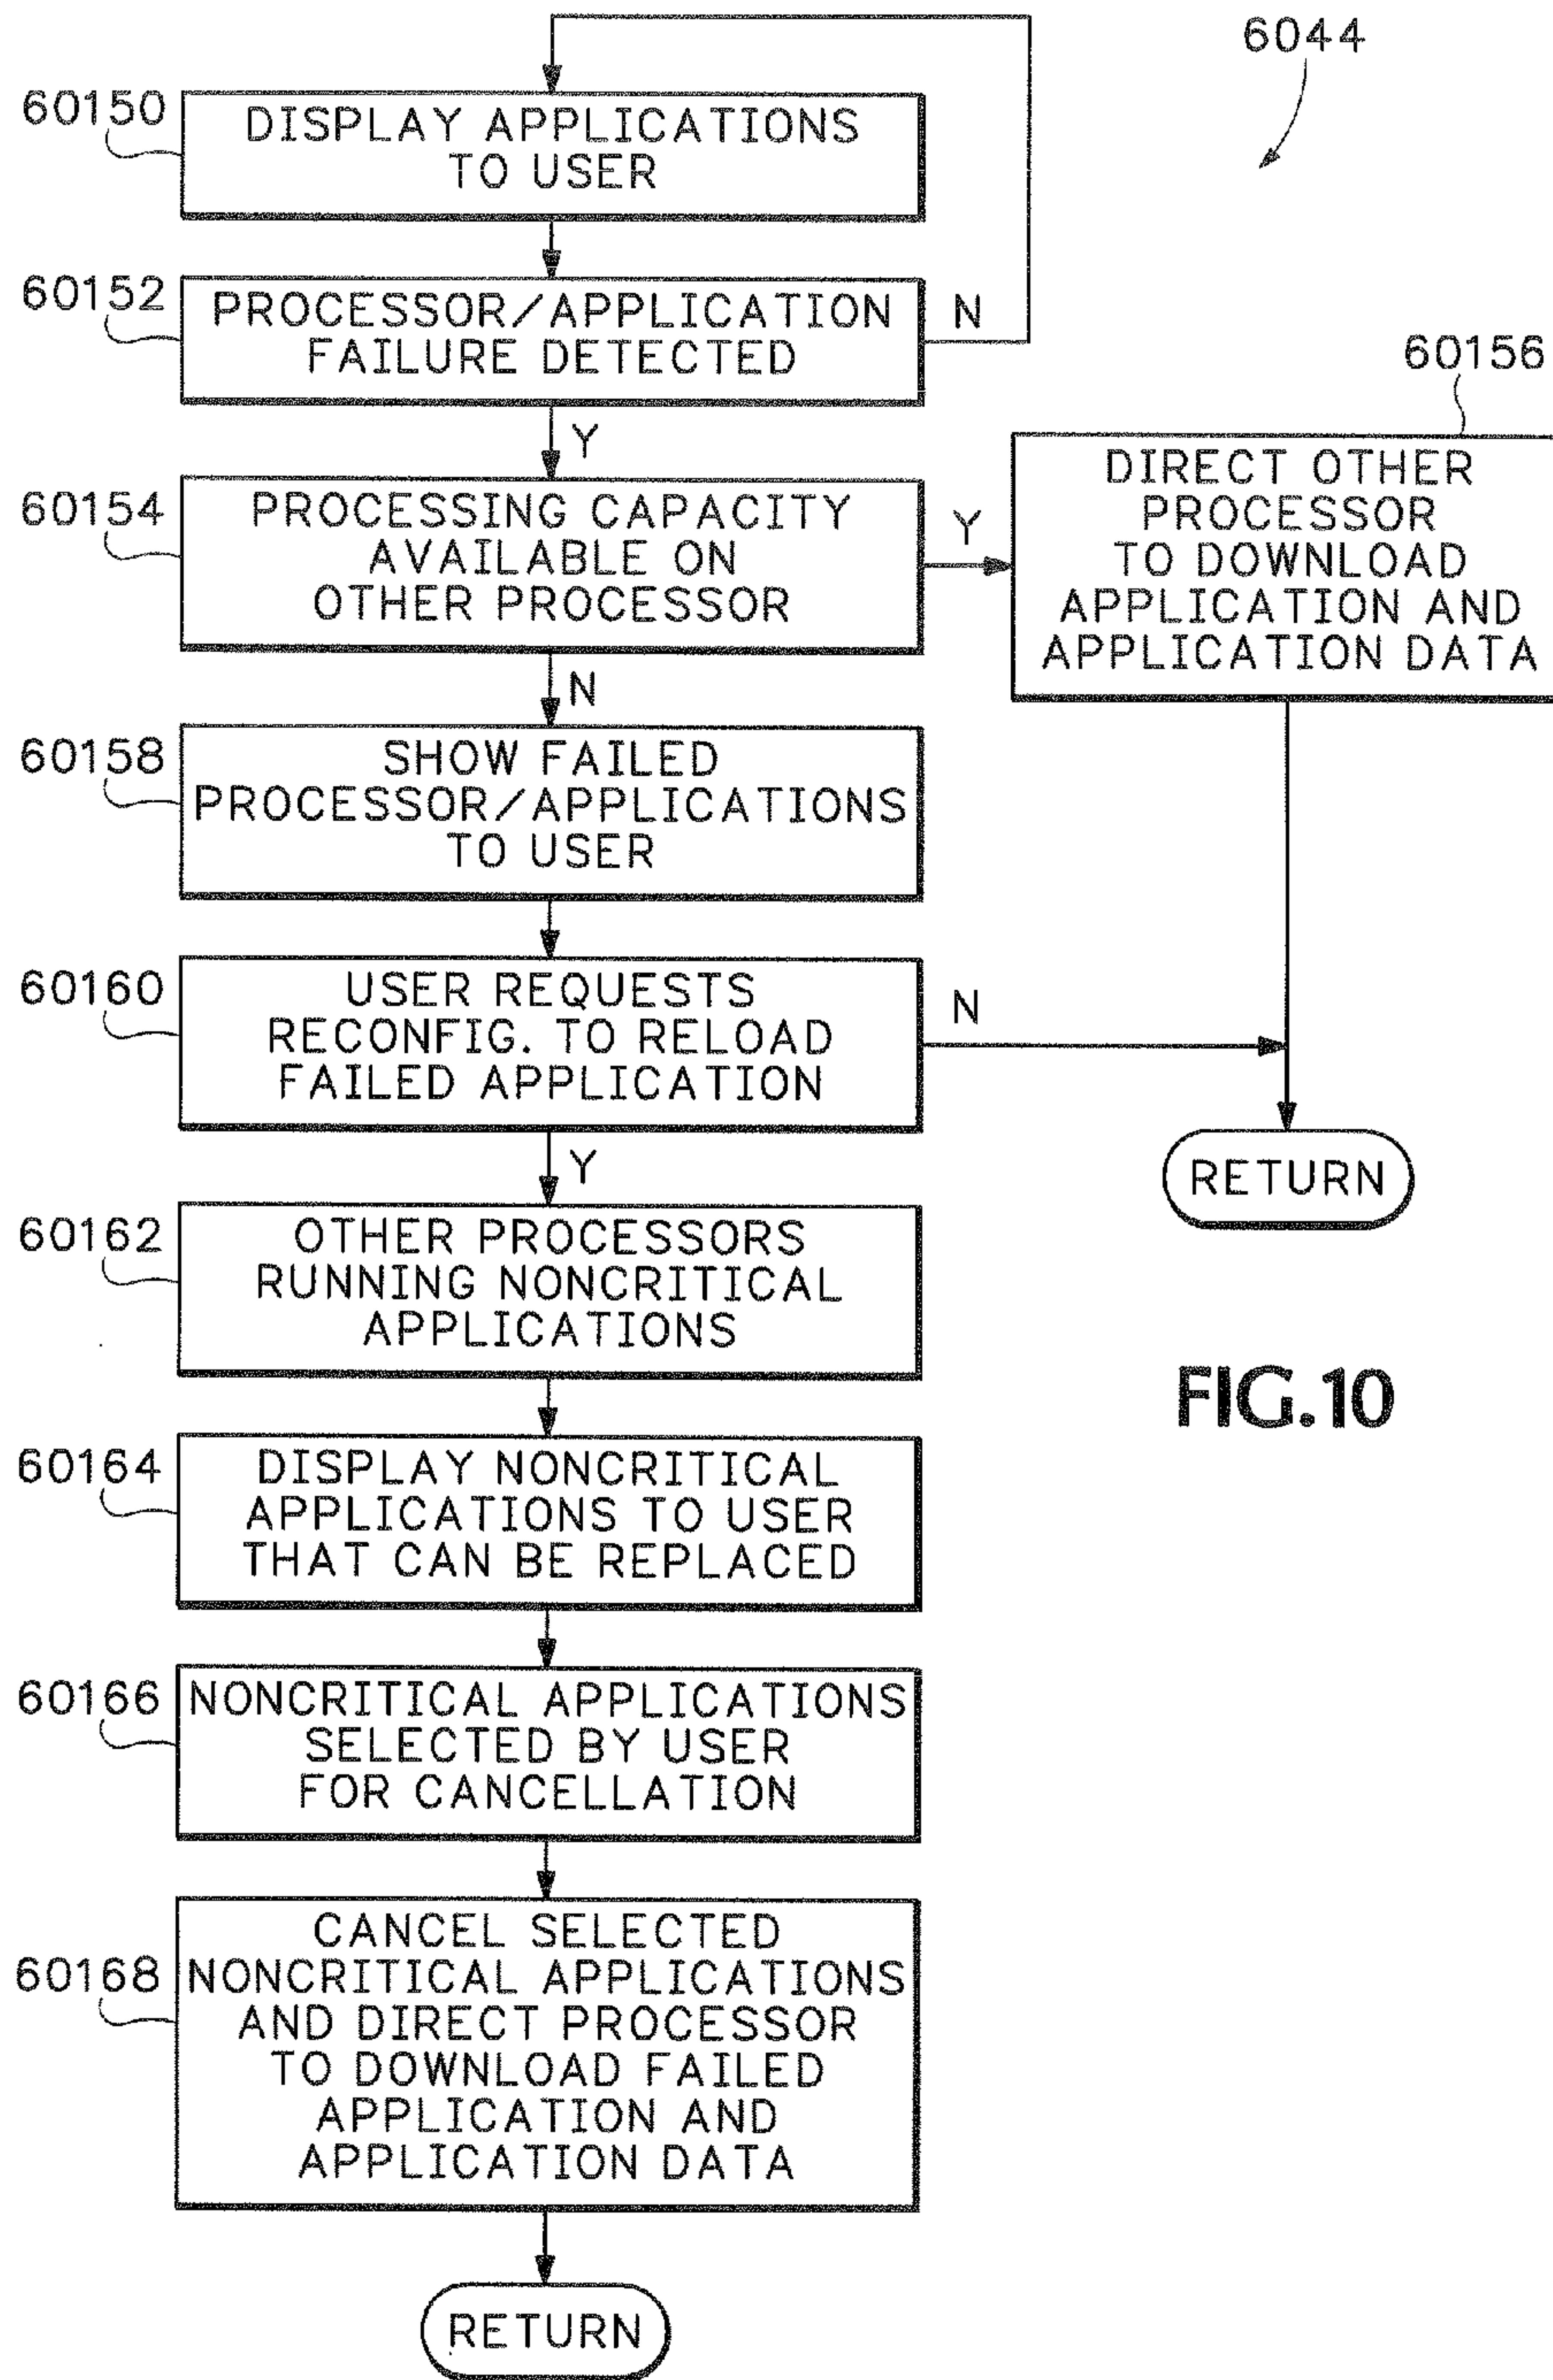 6044
60150
DISPLAY APPLICATIONS
TO USER
60152
PROCESSOR/APPLICATION
FAILURE DETECTED
N
Y
60154
PROCESSING CAPACITY
AVAILABLE ON
OTHER PROCESSOR
Y
60156
DIRECT OTHER
PROCESSOR
TO DOWNLOAD
APPLICATION AND
APPLICATION DATA
N
60158
SHOW FAILED
PROCESSOR/APPLICATIONS
TO USER
60160
USER REQUESTS
RECONFIG. TO RELOAD
FAILED APPLICATION
N
RETURN
Y
60162
OTHER PROCESSORS
RUNNING NONCRITICAL
APPLICATIONS
60164
DISPLAY NONCRITICAL
APPLICATIONS TO USER
THAT CAN BE REPLACED
60166
NONCRITICAL APPLICATIONS
SELECTED BY USER
FOR CANCELLATION
60168
CANCEL SELECTED
NONCRITICAL APPLICATIONS
AND DIRECT PROCESSOR
TO DOWNLOAD FAILED
APPLICATION AND
APPLICATION DATA
RETURN
FIG.10